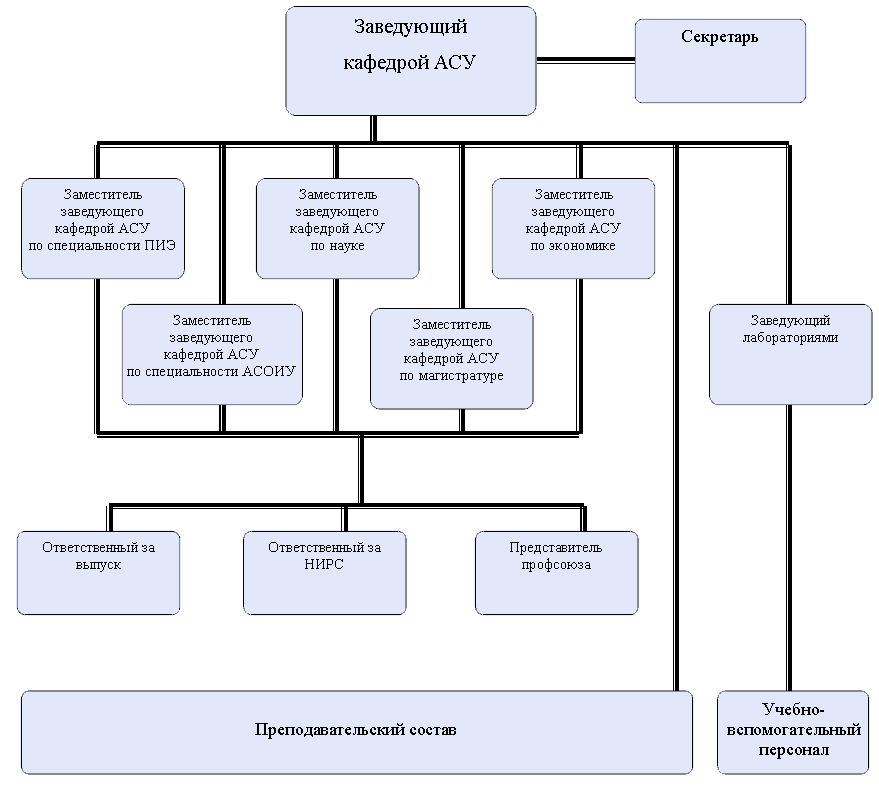 Заведующий
кафедрой АСУ
Секретарь
Заместитель
заведующего
кафедрой АСУ
по специальности ПИЭ
Заместитель
заведующего
кафедрой АСУ
по науке
Заместитель
заведующего
кафедрой АСУ
по экономике
Заместитель
заведующего
кафедрой АСУ
по специальности АСОИУ
Заместитель
заведующего
кафедрой АСУ
по магистратуре
Заведующий
лабораториями
Ответственный за
выпуск
Ответственный за
НИРС
Представитель
профсоюза
Преподавательский состав
Учебно-
вспомогательный
персонал